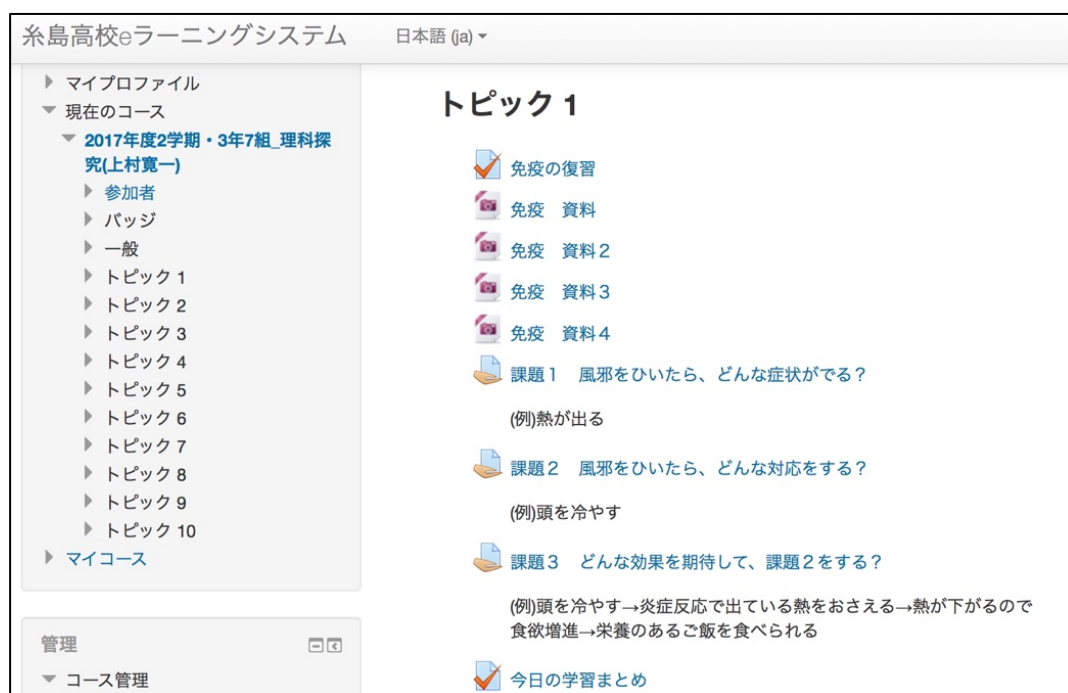 糸島高校eラーニングシステム
日本語 (ja)
マイプロファイル
現在のコース
2017年度2学期・3年7組_理科探
究(上村寛一)
参加者
バッジ
一般
トピック 1
トピック 2
トピック 3
トピック 4
トピック 5
トピック 6
トピック 7
トピック 8
トピック 9
トピック 10
マイコース
管理
コース管理
トピック 1
免疫の復習
免疫　資料
免疫　資料２
免疫　資料３
免疫　資料４
課題１　風邪をひいたら、どんな症状がでる？
(例)熱が出る
課題２　風邪をひいたら、どんな対応をする？
(例)頭を冷やす
課題３　どんな効果を期待して、課題２をする？
(例)頭を冷やす→炎症反応で出ている熱をおさえる→熱が下がるので
食欲増進→栄養のあるご飯を食べられる
今日の学習まとめ